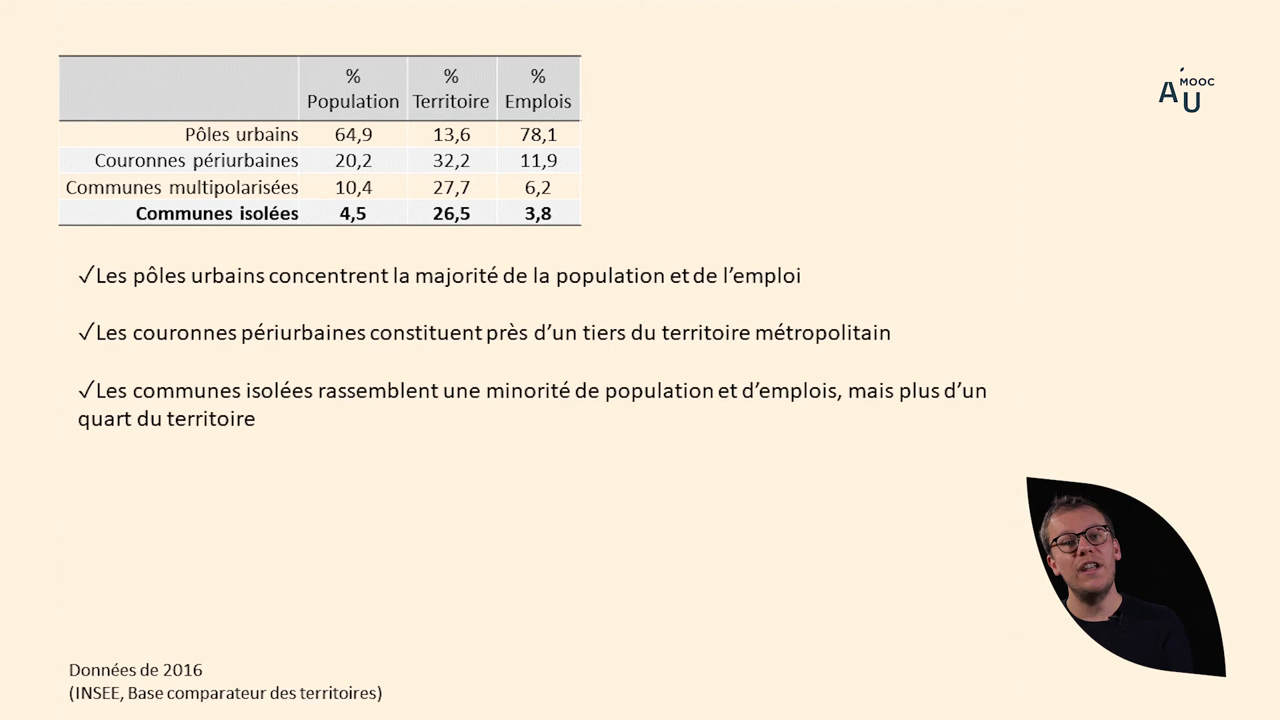 MOOC
AU
% Population % Territoire % Emplois
Pôles urbains 64,9 13,6 78,1
Couronnes périurbaines 20,2 32,2 11,9
Communes multipolarisées 10,4 27,7 6,2
Communes isolées 4,5 26,5 3,8
✓Les pôles urbains concentrent la majorité de la population et de l’emploi
✓Les couronnes périurbaines constituent près d’un tiers du territoire métropolitain
✓Les communes isolées rassemblent une minorité de population et d’emplois, mais plus d’un
quart du territoire
Données de 2016
(INSEE, Base comparateur des territoires)